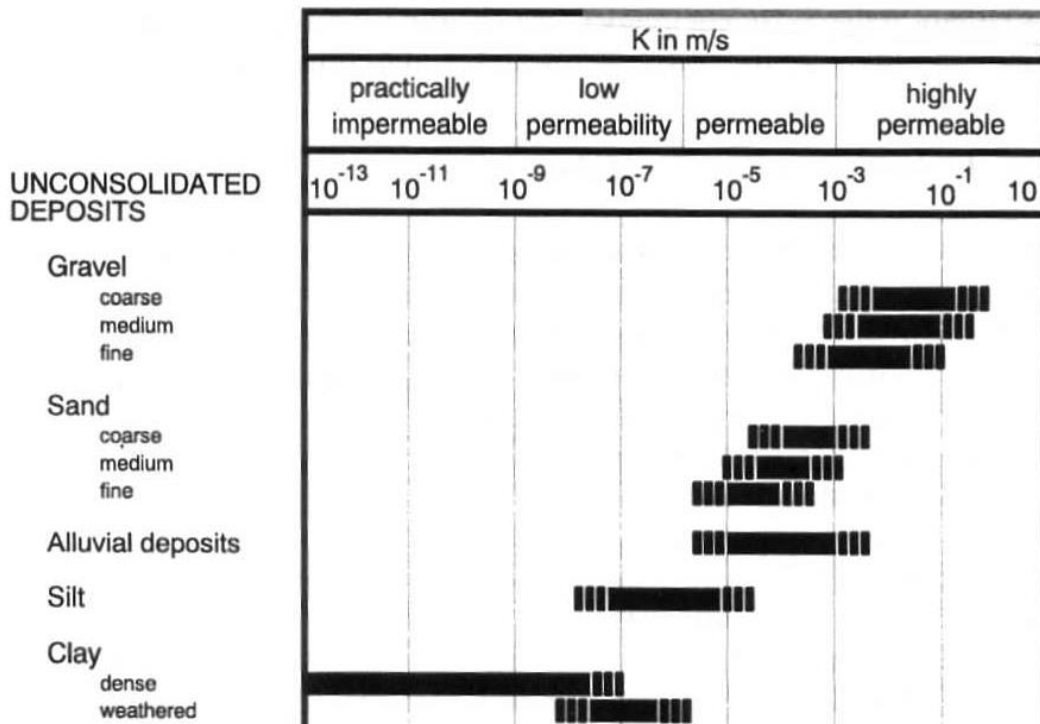 K in m/s
practically impermeable
low permeability
permeable
highly permeable
UNCONSOLIDATED
DEPOSITS
10⁻¹³ 10⁻¹¹ 10⁻⁹ 10⁻⁷ 10⁻⁵ 10⁻³ 10⁻¹ 10
Gravel
coarse
medium
fine
Sand
coarse
medium
fine
Alluvial deposits
Silt
Clay
dense
weathered